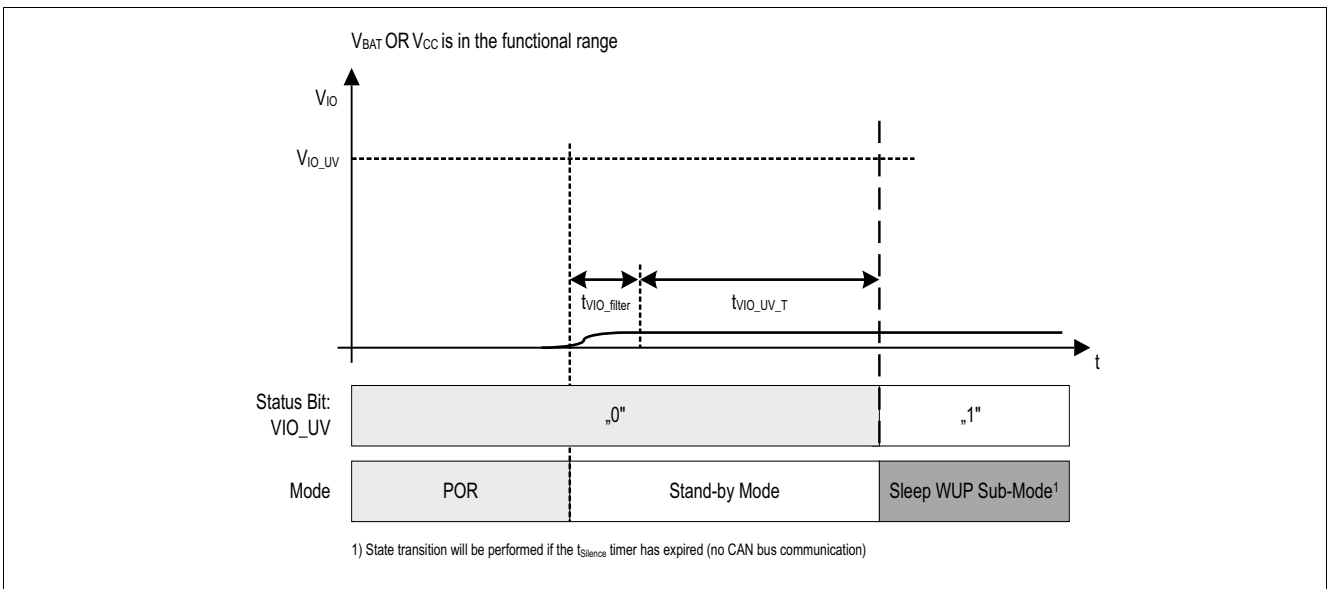 VBAT OR VCC is in the functional range
VIO
VIO_UV
tVIO_filter
tVIO_UV_T
t
Status Bit:
VIO_UV
„0"
„1"
Mode
POR
Stand-by Mode
Sleep WUP Sub-Mode1
1) State transition will be performed if the tSilence timer has expired (no CAN bus communication)